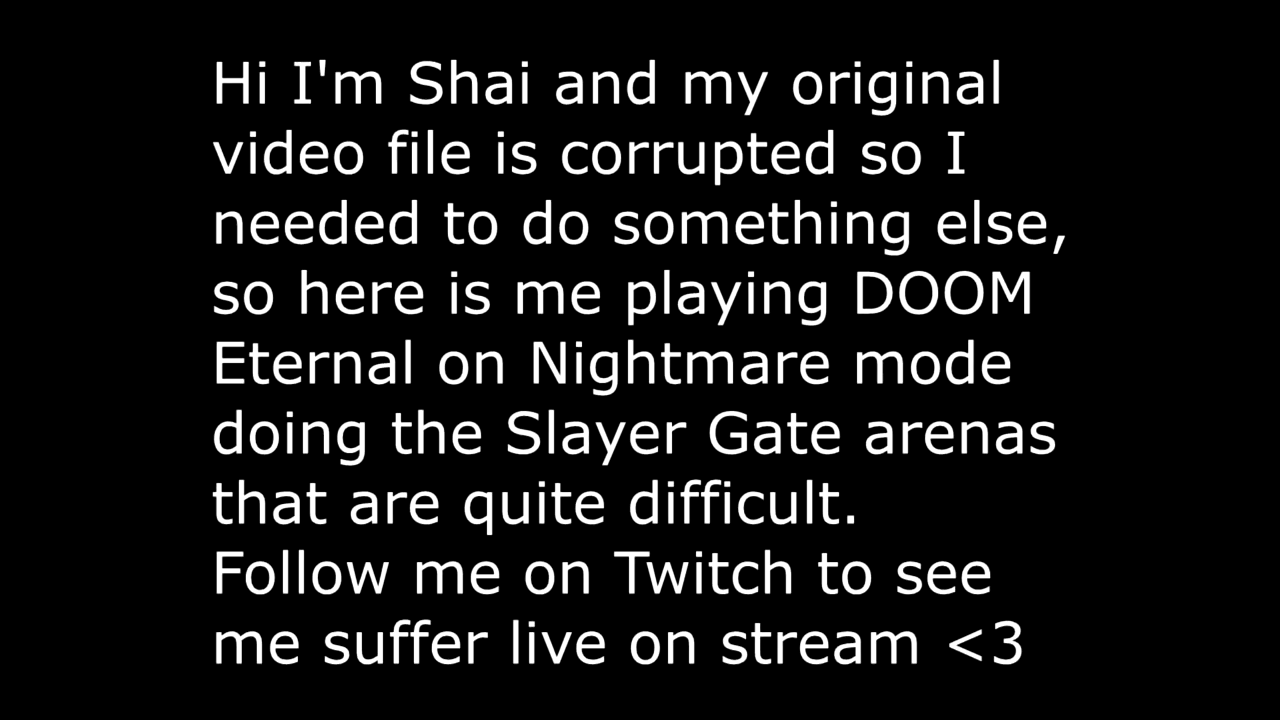 Hi I'm Shai and my original
video file is corrupted so I
needed to do something else,
so here is me playing DOOM
Eternal on Nightmare mode
doing the Slayer Gate arenas
that are quite difficult.
Follow me on Twitch to see
me suffer live on stream <3